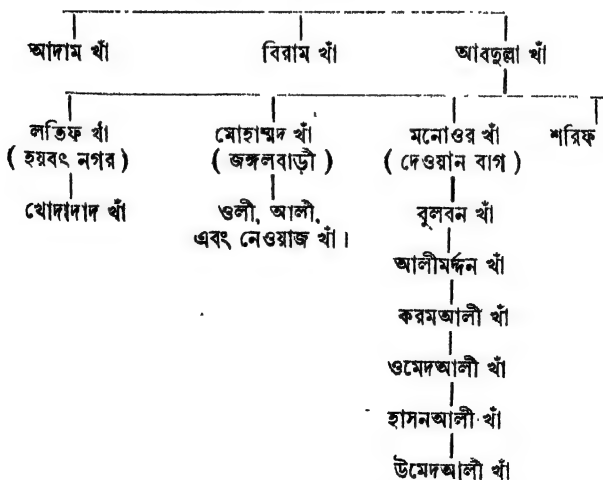 আদাম খাঁ বিরাম খাঁ আবদুল্লা খাঁ
লতিফ খাঁ মোহাম্মদ খাঁ মনোওর খাঁ শরিফ
( হয়বৎ নগর ) ( জঙ্গলবাড়ী ) ( দেওয়ান বাগ )
খোদাদাদ খাঁ ওলী, আলী, বুলবন খাঁ
এবং নেওয়াজ খাঁ।
আলীমর্দ্দন খাঁ
করমআলী খাঁ
ওমেদআলী খাঁ
হাসনআলী খাঁ
উমেদআলী খাঁ